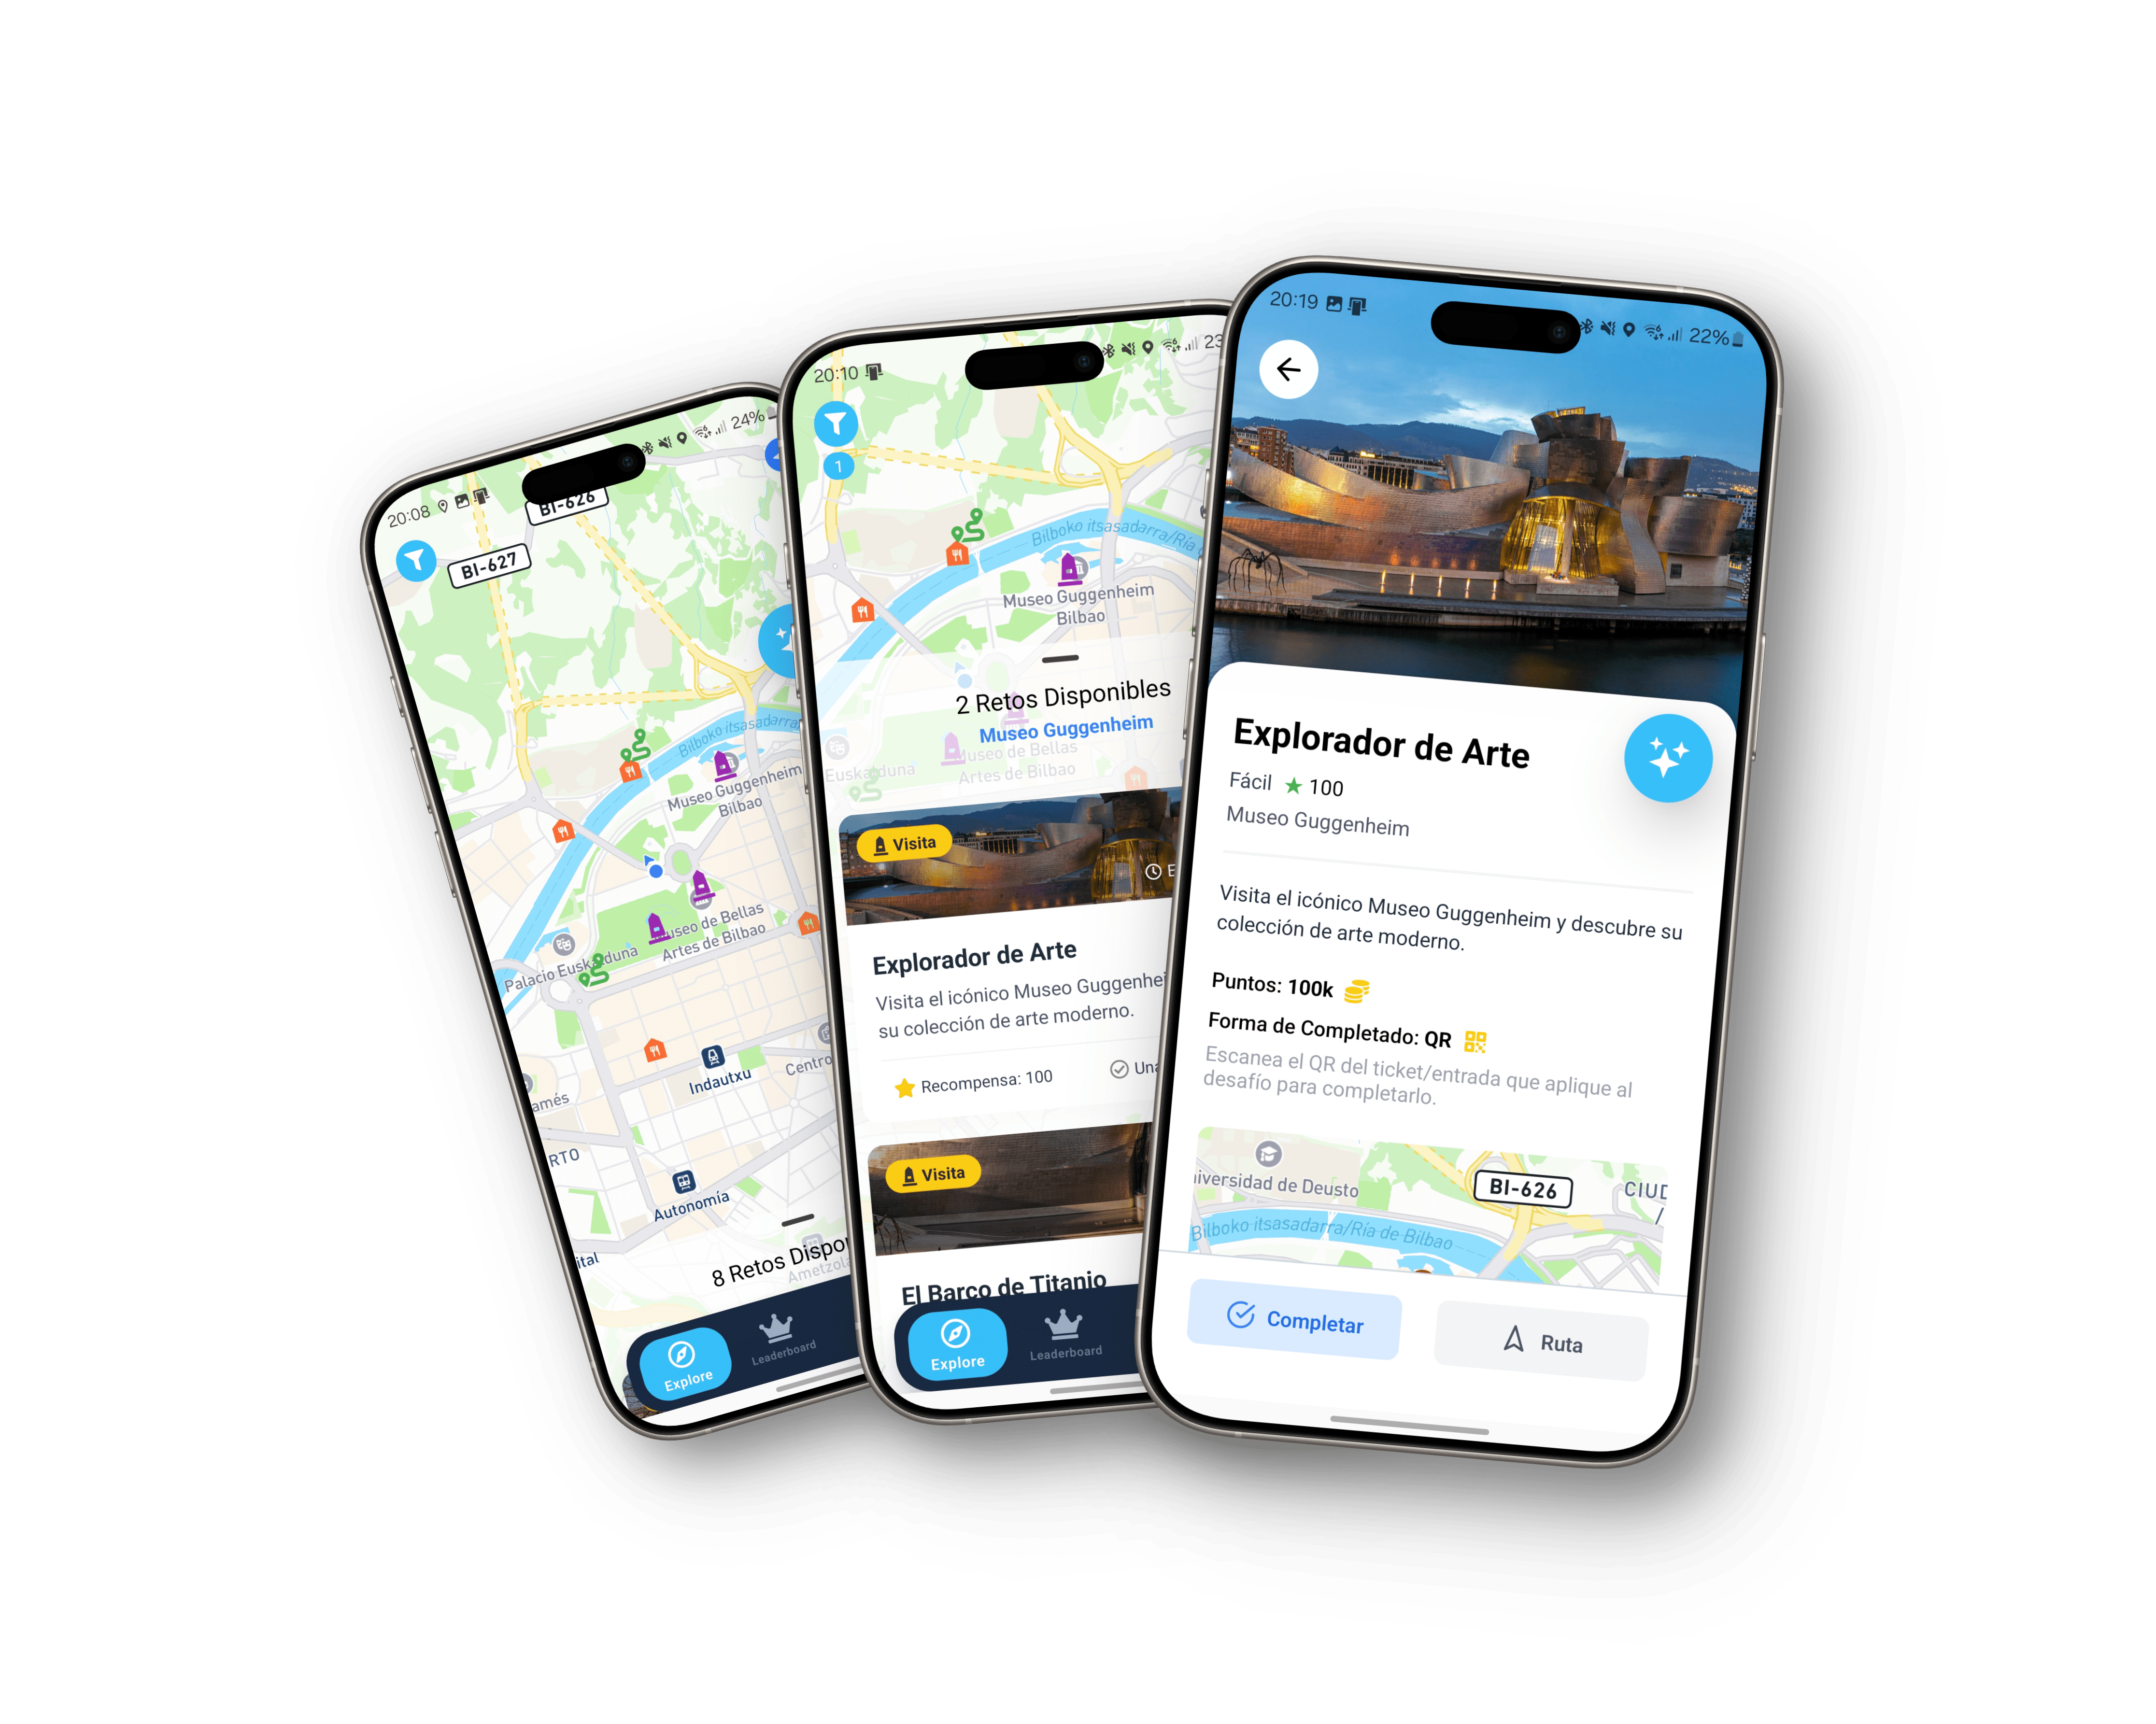 20:08
24%
BI-626
BI-627
Bilboko itsasadarra
Museo Guggenheim
Bilbao
Museo de Bellas
Artes de Bilbao
Palacio Euskalduna
Indautxu
Centro
amés
RTO
Autonomía
ital
8 Retos Dispo
Ametzola
Explore
Leaderboard
20:10
23
1
Bilboko itsasadarra/Ría
Museo Guggenheim
Bilbao
2 Retos Disponibles
Museo Guggenheim
Museo de Bellas
Artes de Bilbao
Euskalduna
Visita
E
Explorador de Arte
Visita el icónico Museo Guggenhei
su colección de arte moderno.
Recompensa: 100
Una
Visita
El Barco de Titanio
Explore
Leaderboard
20:19
22%
Explorador de Arte
Fácil 100
Museo Guggenheim
Visita el icónico Museo Guggenheim y descubre su
colección de arte moderno.
Puntos: 100k
Forma de Completado: QR
Escanea el QR del ticket/entrada que aplique al
desafío para completarlo.
iversidad de Deusto
BI-626
CIUD
Bilboko itsasadarra/Ría de Bilbao
Completar
Ruta